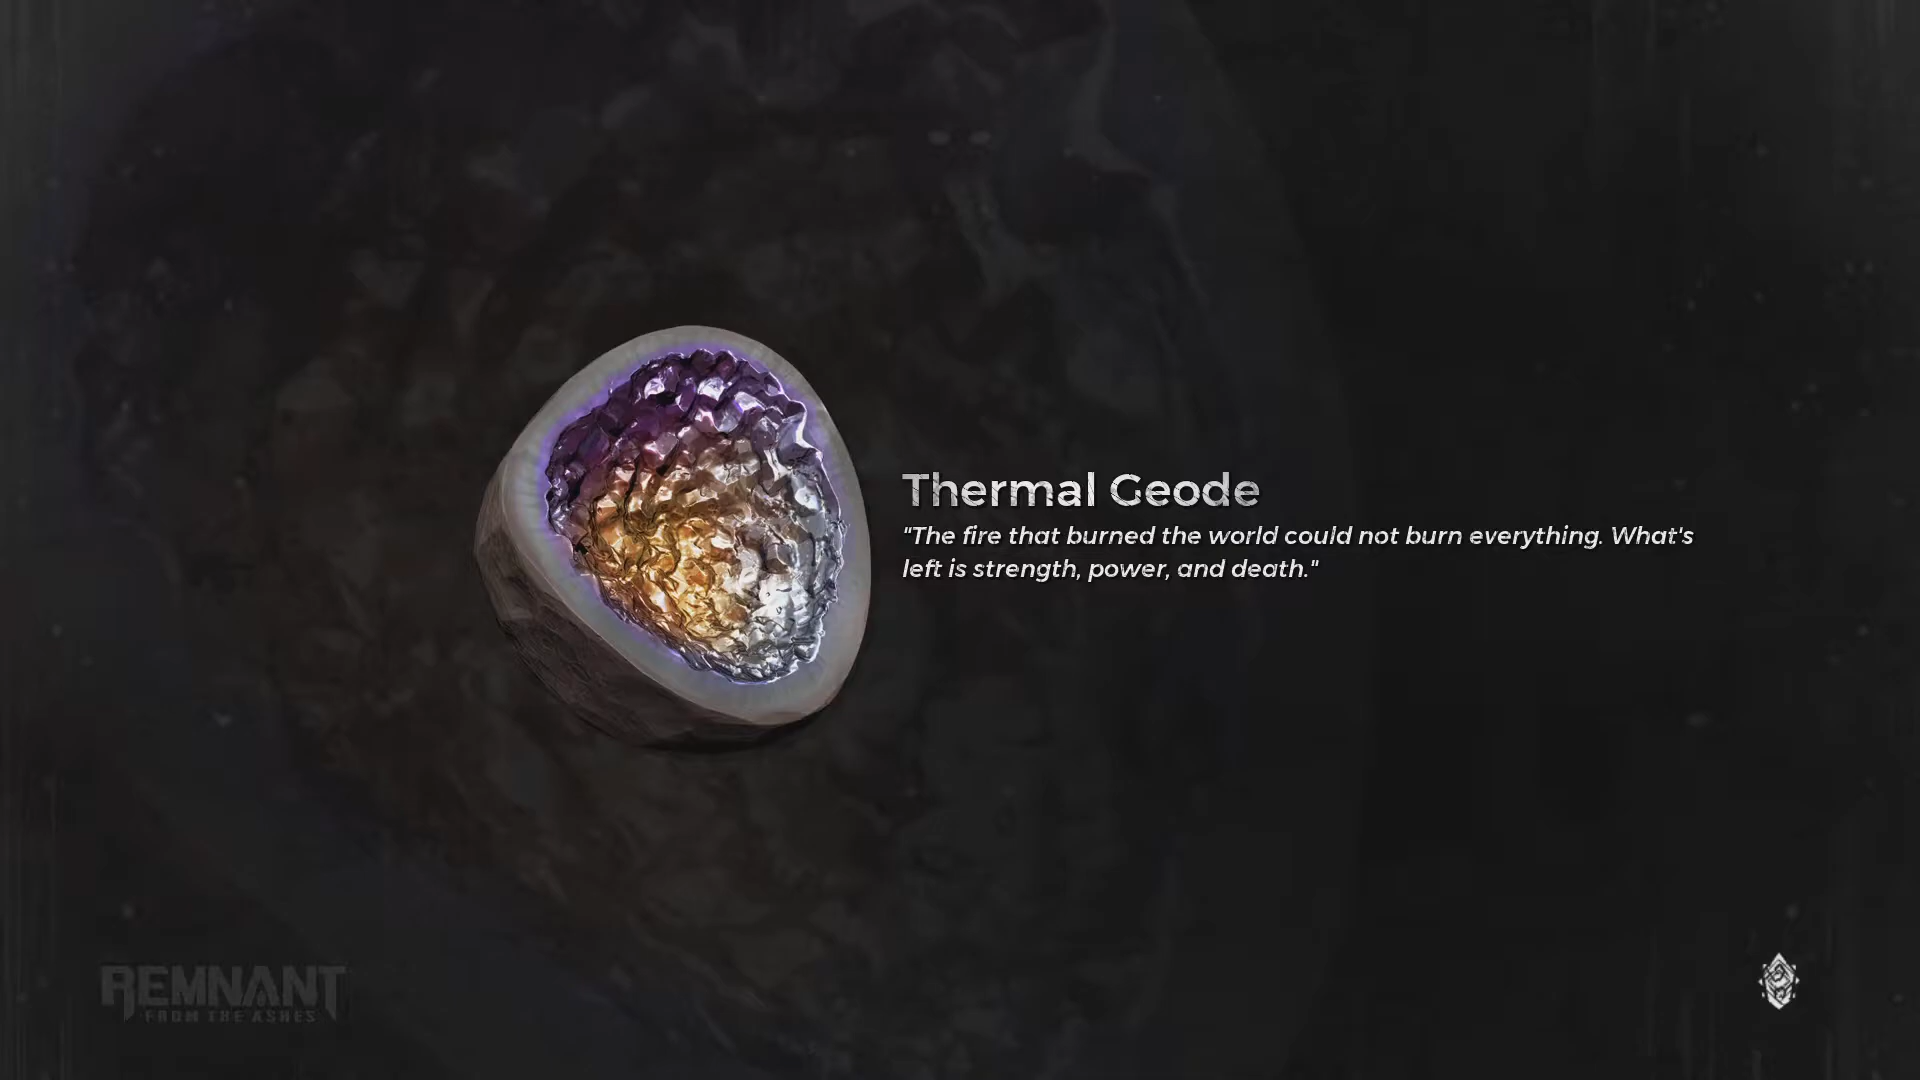 Thermal Geode
"The fire that burned the world could not burn everything. What's
left is strength, power, and death."
REMNANT
FROM THE ASHES